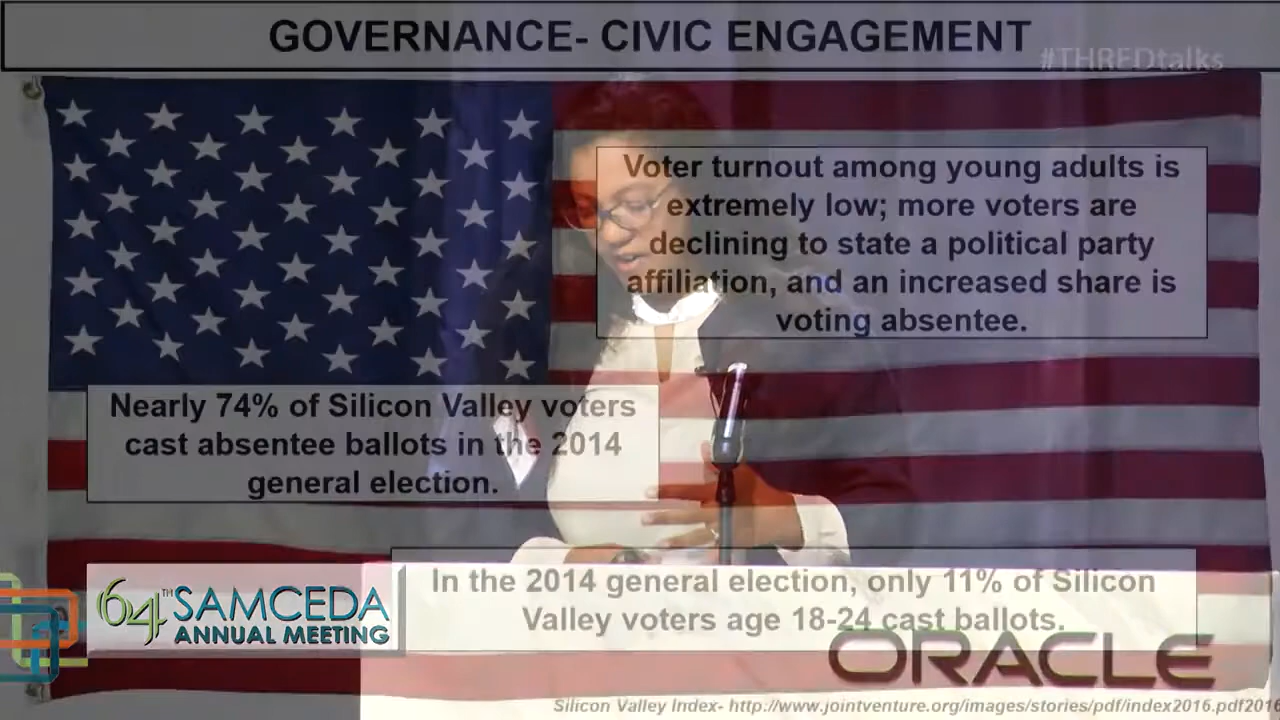 GOVERNANCE- CIVIC ENGAGEMENT
#THREDtalks
Voter turnout among young adults is
extremely low; more voters are
declining to state a political party
affiliation, and an increased share is
voting absentee.
Nearly 74% of Silicon Valley voters
cast absentee ballots in the 2014
general election.
64TH SAMCEDA
ANNUAL MEETING
In the 2014 general election, only 11% of Silicon
Valley voters age 18-24 cast ballots.
ORACLE
Silicon Valley Index- http://www.jointventure.org/images/stories/pdf/index2016.pdf2016